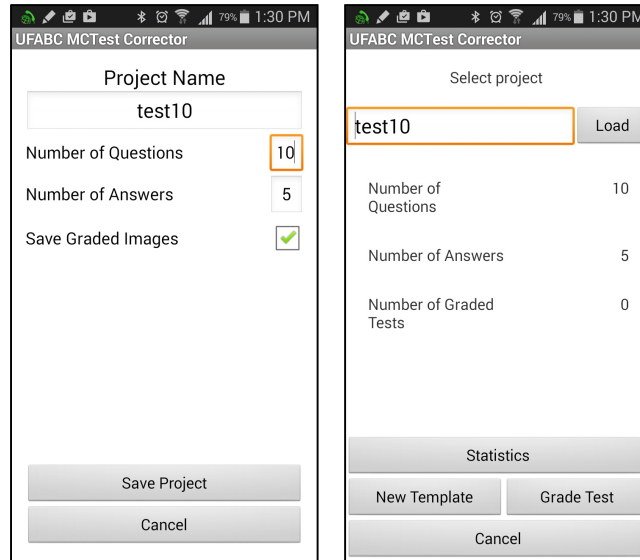 79% 1:30 PM
UFABC MCTest Corrector
Project Name
test10
Number of Questions 10
Number of Answers 5
Save Graded Images
Save Project
Cancel
79% 1:30 PM
UFABC MCTest Corrector
Select project
test10 Load
Number of 10
Questions
Number of Answers 5
Number of Graded 0
Tests
Statistics
New Template Grade Test
Cancel